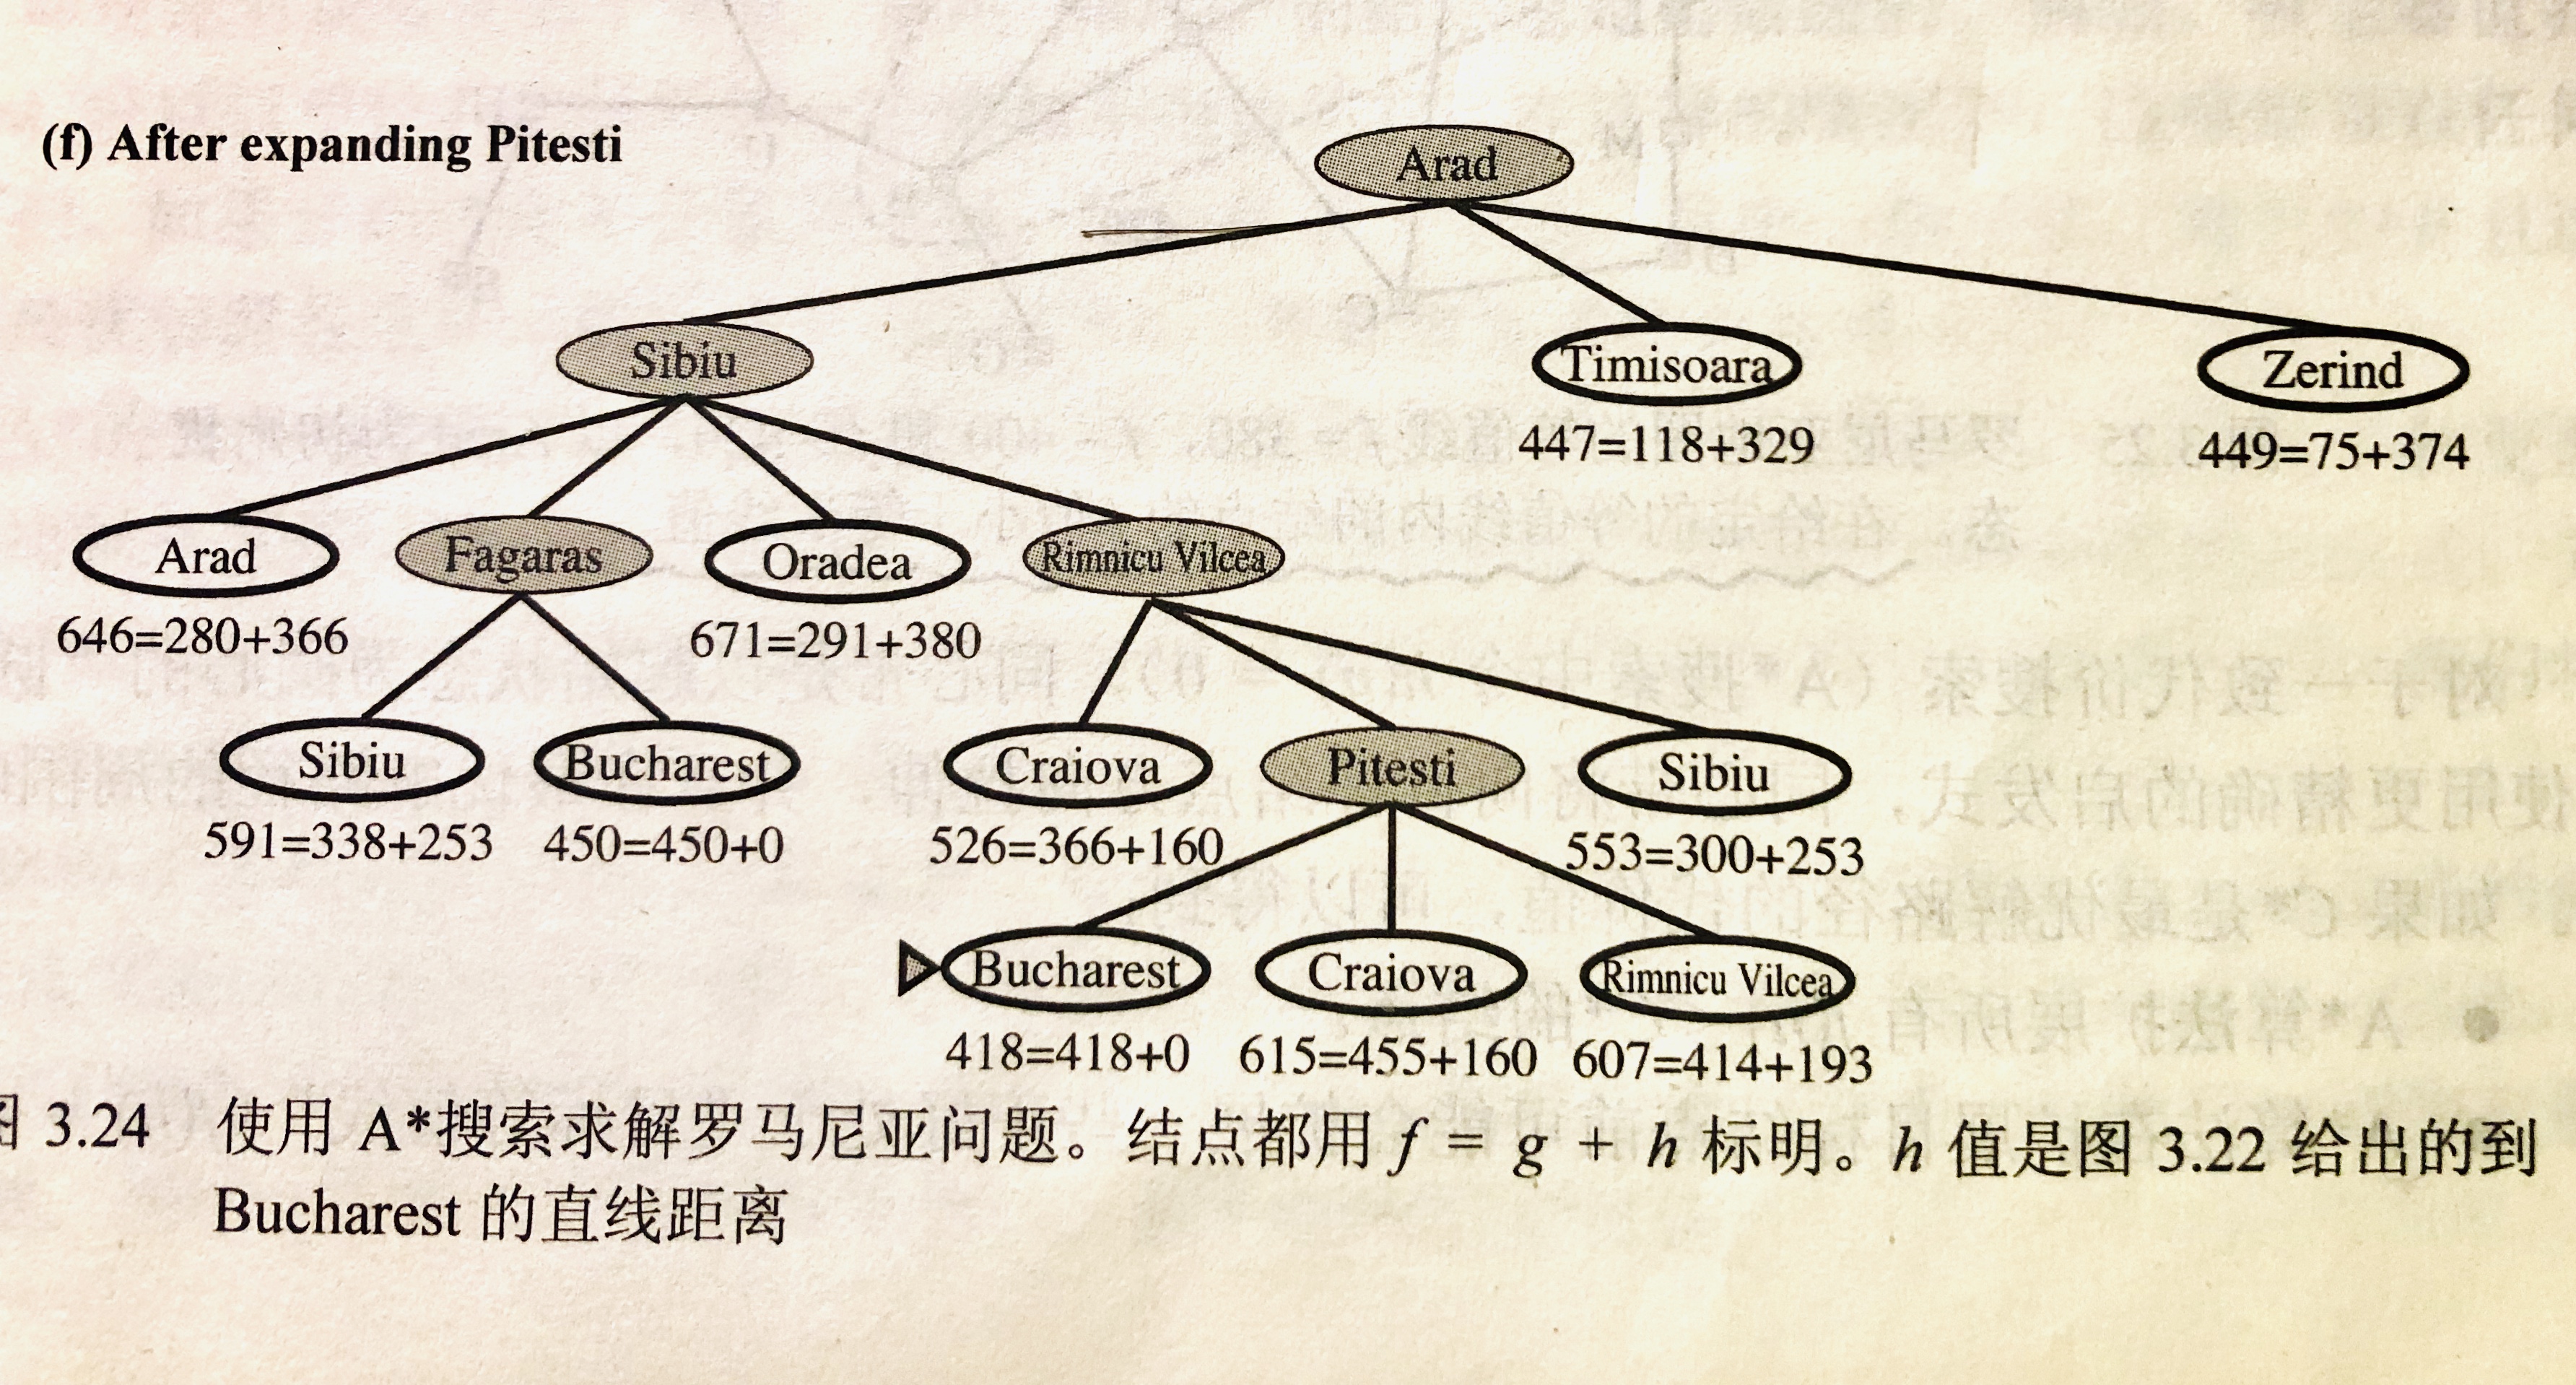 (f) After expanding Pitesti
Arad
Sibiu
Timisoara
Zerind
447=118+329
449=75+374
Arad
Fagaras
Oradea
Rimnicu Vilcea
646=280+366
671=291+380
Sibiu
Bucharest
Craiova
Pitesti
Sibiu
591=338+253
450=450+0
526=366+160
553=300+253
Bucharest
Craiova
Rimnicu Vilcea
418=418+0
615=455+160
607=414+193
图 3.24 使用 A*搜索求解罗马尼亚问题。结点都用 f = g + h 标明。h 值是图 3.22 给出的到
Bucharest 的直线距离